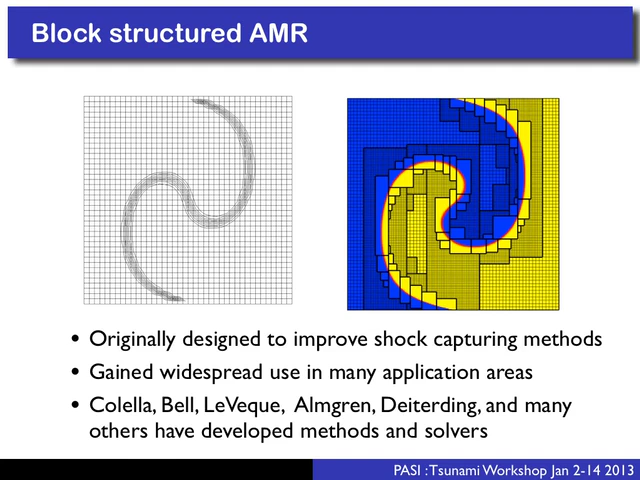 Block structured AMR
• Originally designed to improve shock capturing methods
• Gained widespread use in many application areas
• Colella, Bell, LeVeque, Almgren, Deiterding, and many
others have developed methods and solvers
PASI : Tsunami Workshop Jan 2-14 2013